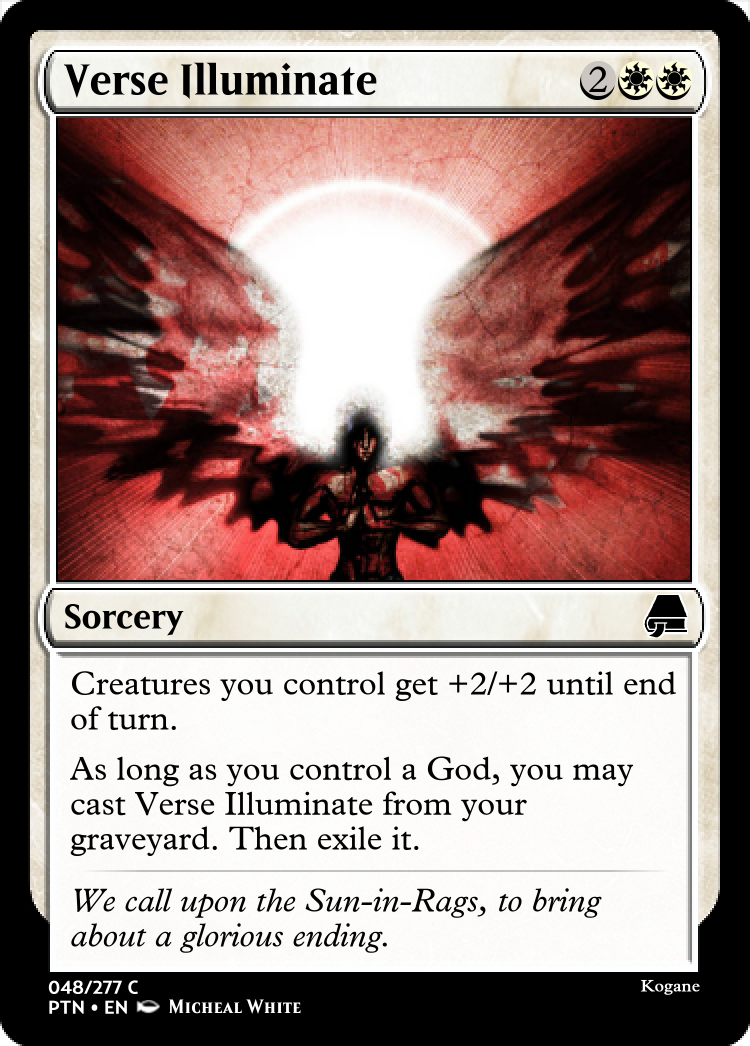 Verse Illuminate 2
Sorcery
Creatures you control get +2/+2 until end
of turn.
As long as you control a God, you may
cast Verse Illuminate from your
graveyard. Then exile it.
We call upon the Sun-in-Rags, to bring
about a glorious ending.
048/277 C
Kogane
PTN • EN Micheal White